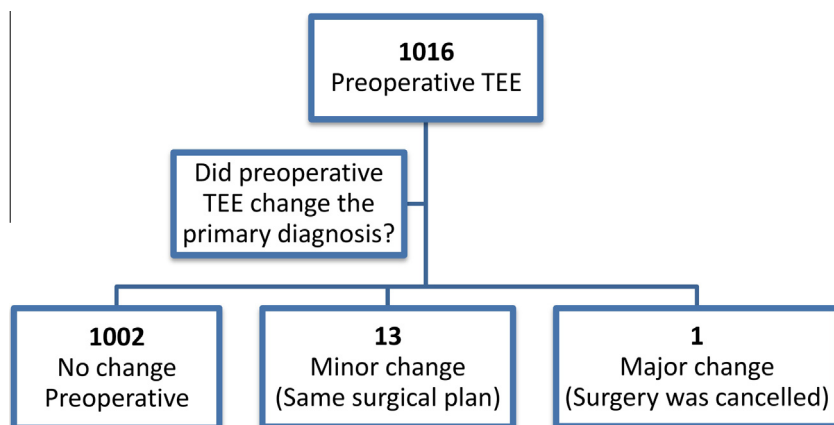 1016
Preoperative TEE
Did preoperative
TEE change the
primary diagnosis?
1002
No change
Preoperative
13
Minor change
(Same surgical plan)
1
Major change
(Surgery was cancelled)